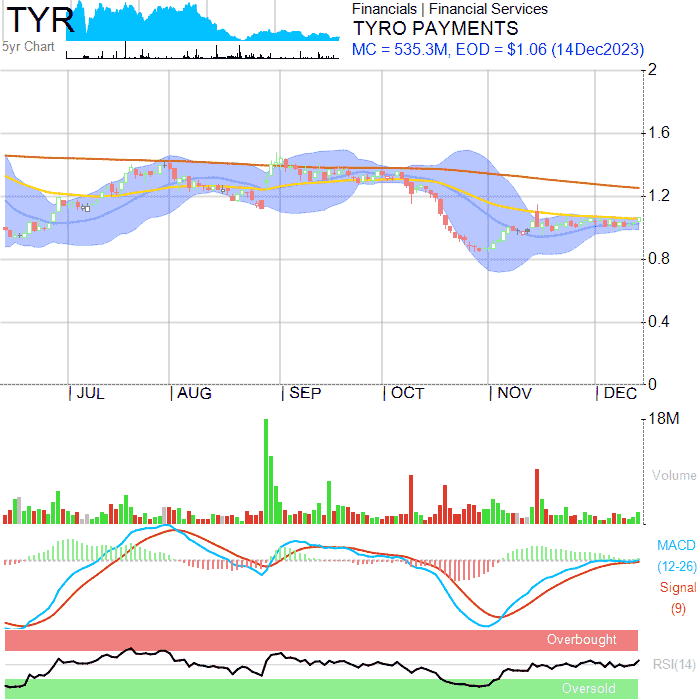 TYR
5yr Chart
Financials | Financial Services
TYRO PAYMENTS
MC = 535.3M, EOD = $1.06 (14Dec2023)
2
1.6
1.2
0.8
0.4
0
| JUL | AUG | SEP | OCT | NOV | DEC
18M
Volume
MACD
(12-26)
Signal
(9)
Overbought
RSI(14)
Oversold